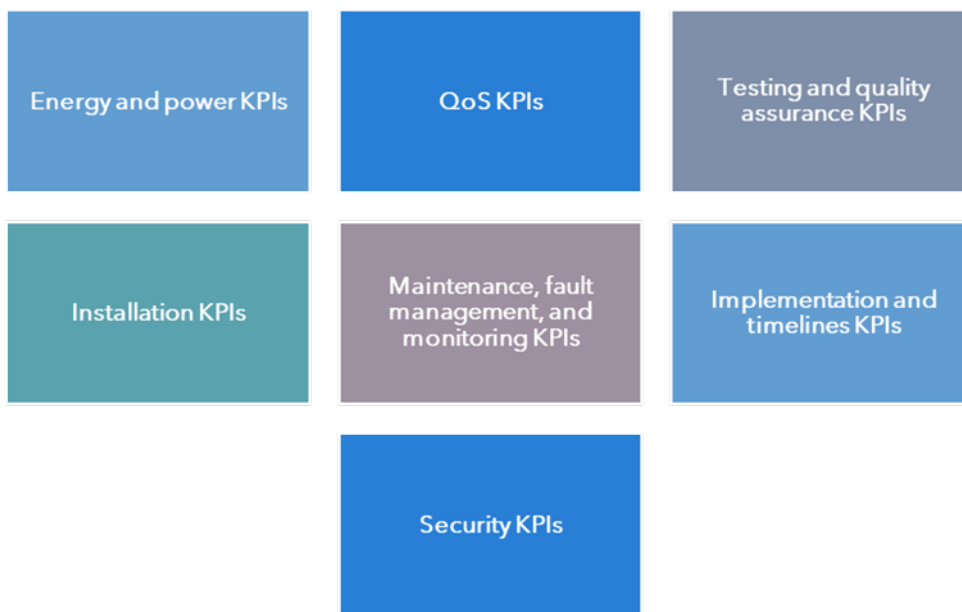 Energy and power KPIs
QoS KPIs
Testing and quality
assurance KPIs
Installation KPIs
Maintenance, fault
management, and
monitoring KPIs
Implementation and
timelines KPIs
Security KPIs